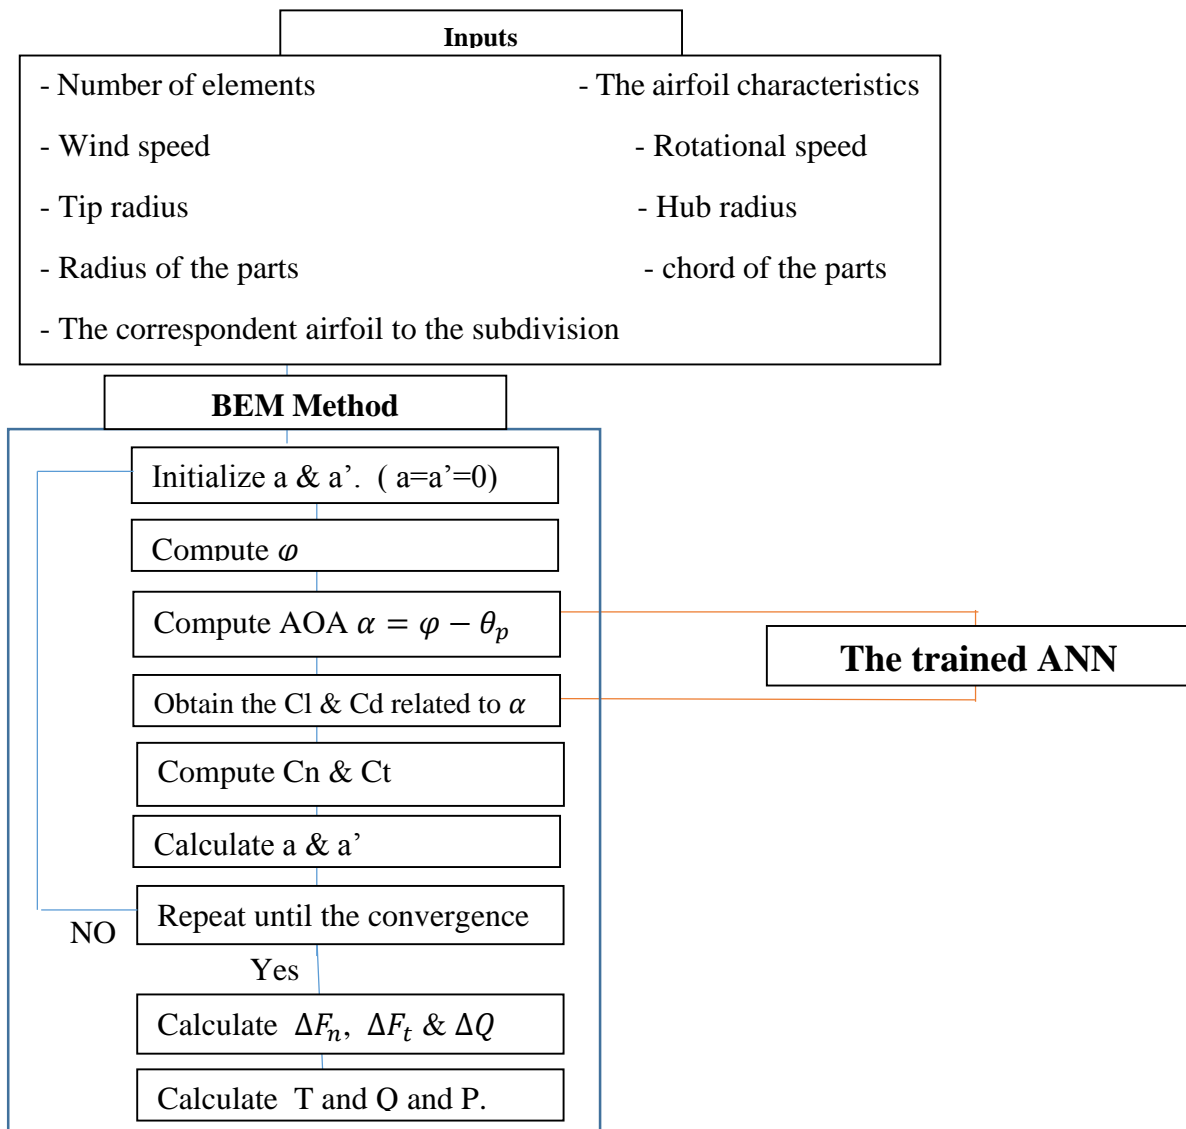 Inputs
- Number of elements - The airfoil characteristics
- Wind speed - Rotational speed
- Tip radius - Hub radius
- Radius of the parts - chord of the parts
- The correspondent airfoil to the subdivision
BEM Method
Initialize a & a’. ( a=a’=0)
Compute 𝜑
Compute AOA 𝛼 = 𝜑 − 𝜃𝑝
The trained ANN
Obtain the Cl & Cd related to 𝛼
Compute Cn & Ct
Calculate a & a’
Repeat until the convergence
NO
Yes
Calculate Δ𝐹𝑛, Δ𝐹𝑡 & Δ𝑄
Calculate T and Q and P.